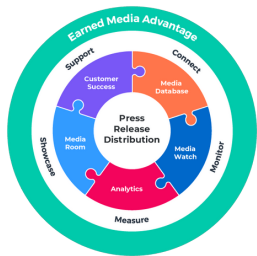 Earned Media Advantage
Support
Connect
Customer
Success
Media
Database
Press
Release
Distribution
Media
Room
Media
Watch
Showcase
Monitor
Analytics
Measure